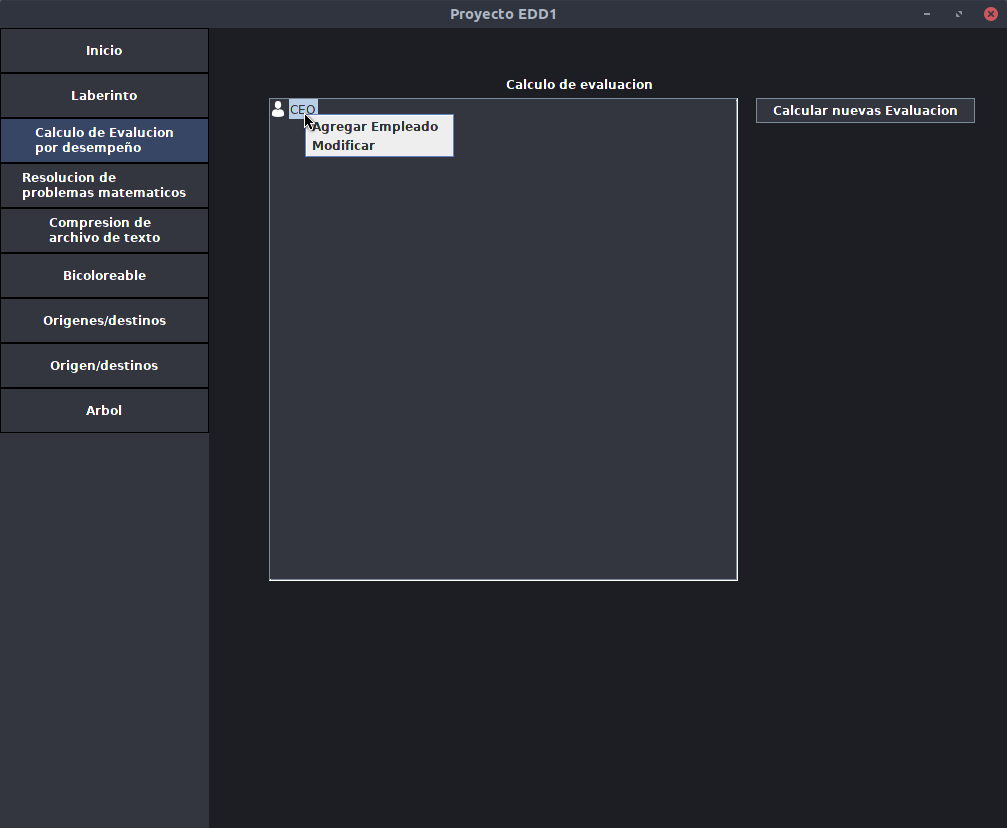 Proyecto EDD1
Inicio
Laberinto
Calculo de Evalucion
por desempeño
Resolucion de
problemas matematicos
Compresion de
archivo de texto
Bicoloreable
Origenes/destinos
Origen/destinos
Arbol
Calculo de evaluacion
CEO
Agregar Empleado
Modificar
Calcular nuevas Evaluacion